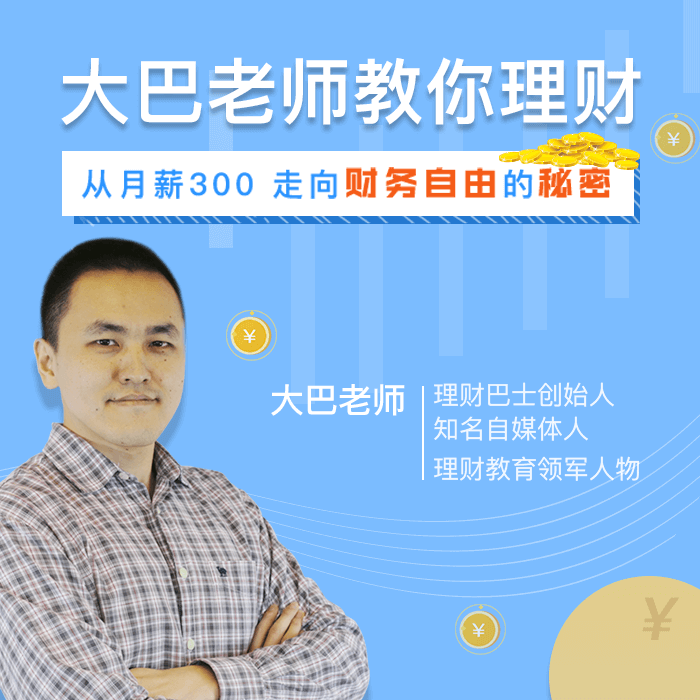 大巴老师教你理财
从月薪300 走向财务自由的秘密
大巴老师
理财巴士创始人
知名自媒体人
理财教育领军人物
¥
¥
¥
¥